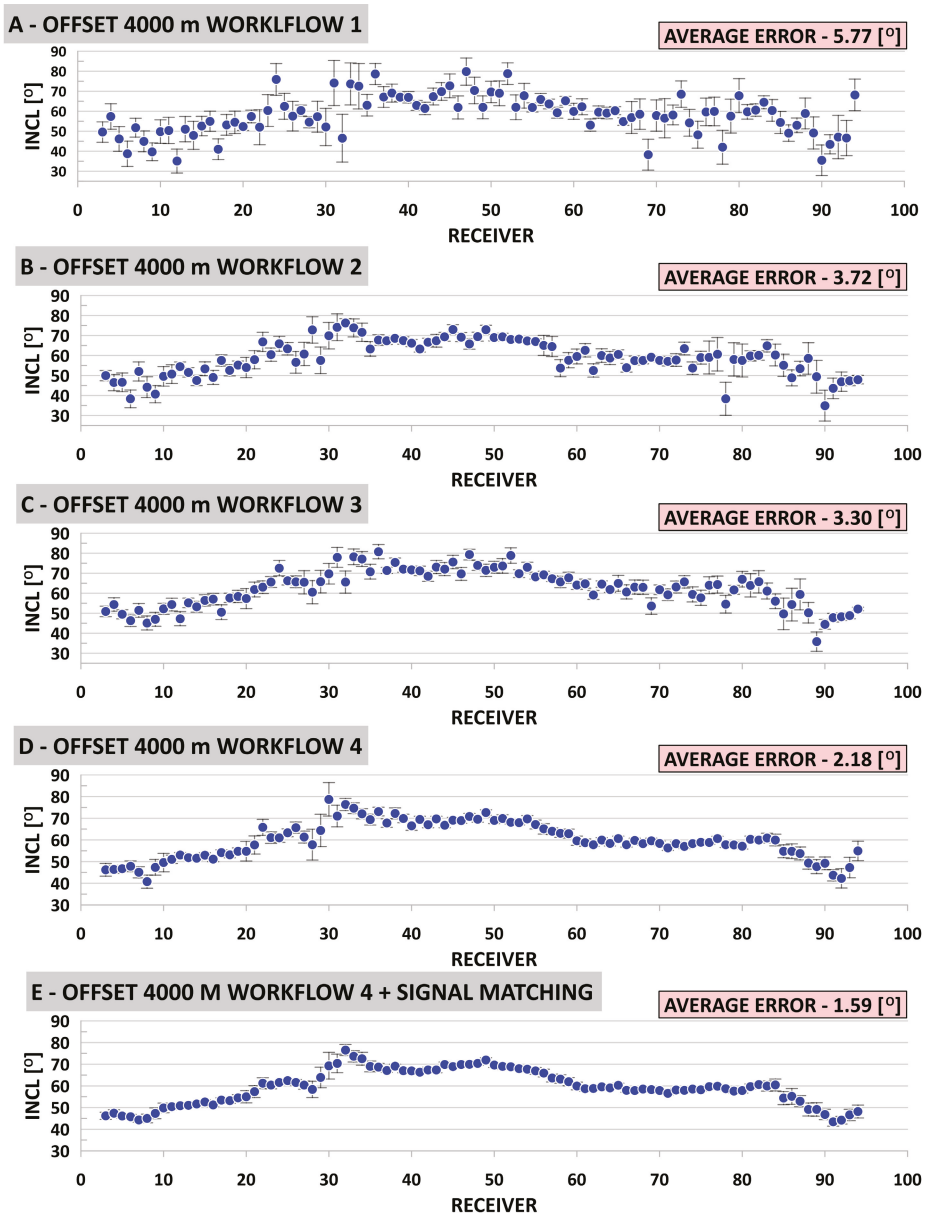 A - OFFSET 4000 m WORKLFLOW 1
AVERAGE ERROR - 5.77 [O]
90
80
70
60
50
40
30
INCL [O]
0 10 20 30 40 50 60 70 80 90 100
RECEIVER
B - OFFSET 4000 m WORKFLOW 2
AVERAGE ERROR - 3.72 [O]
90
80
70
60
50
40
30
INCL [O]
0 10 20 30 40 50 60 70 80 90 100
RECEIVER
C - OFFSET 4000 m WORKFLOW 3
AVERAGE ERROR - 3.30 [O]
90
80
70
60
50
40
30
INCL [O]
0 10 20 30 40 50 60 70 80 90 100
RECEIVER
D - OFFSET 4000 m WORKFLOW 4
AVERAGE ERROR - 2.18 [O]
90
80
70
60
50
40
30
INCL [O]
0 10 20 30 40 50 60 70 80 90 100
RECEIVER
E - OFFSET 4000 M WORKFLOW 4 + SIGNAL MATCHING
AVERAGE ERROR - 1.59 [O]
90
80
70
60
50
40
30
INCL [O]
0 10 20 30 40 50 60 70 80 90 100
RECEIVER